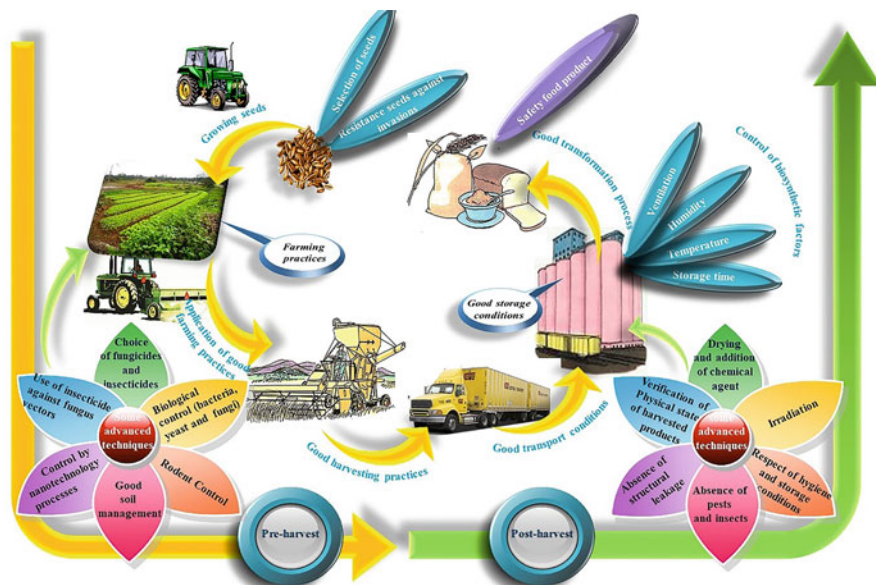 Selection of seeds
Resistance seeds against
invasions
Growing seeds
Safety food product
Good transformation process
Control of biosynthetic factors
Ventilation
Humidity
Temperature
Storage time
Farming
practices
Good storage
conditions
Application of good
farming practices
Good harvesting practices
Good transport conditions
Choice
of fungicides
and
insecticides
Use of insecticide
against fungus
vectors
Biological
control (bacteria,
yeast and fungi)
advanced
techniques
Control by
nanotechnology
processes
Good
soil
management
Rodent Control
Drying
and addition
of chemical
agent
Verification of
Physical state
of harvested
products
Irradiation
advanced
techniques
Absence of
structural
leakage
Absence of
pests
and insects
Respect of hygiene
and storage
conditions
Pre-harvest
Post-harvest